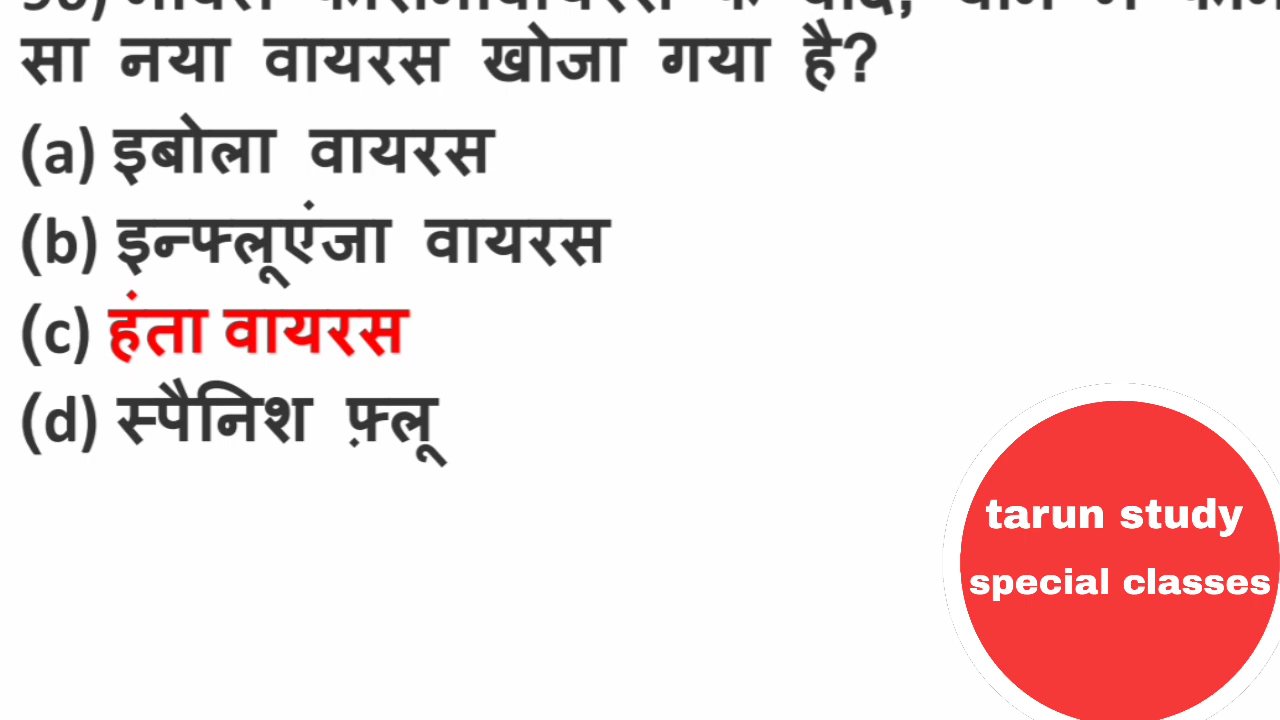 सा नया वायरस खोजा गया है?
(a) इबोला वायरस
(b) इन्फ्लूएंजा वायरस
(c) हंता वायरस
(d) स्पैनिश फ़्लू
tarun study
special classes